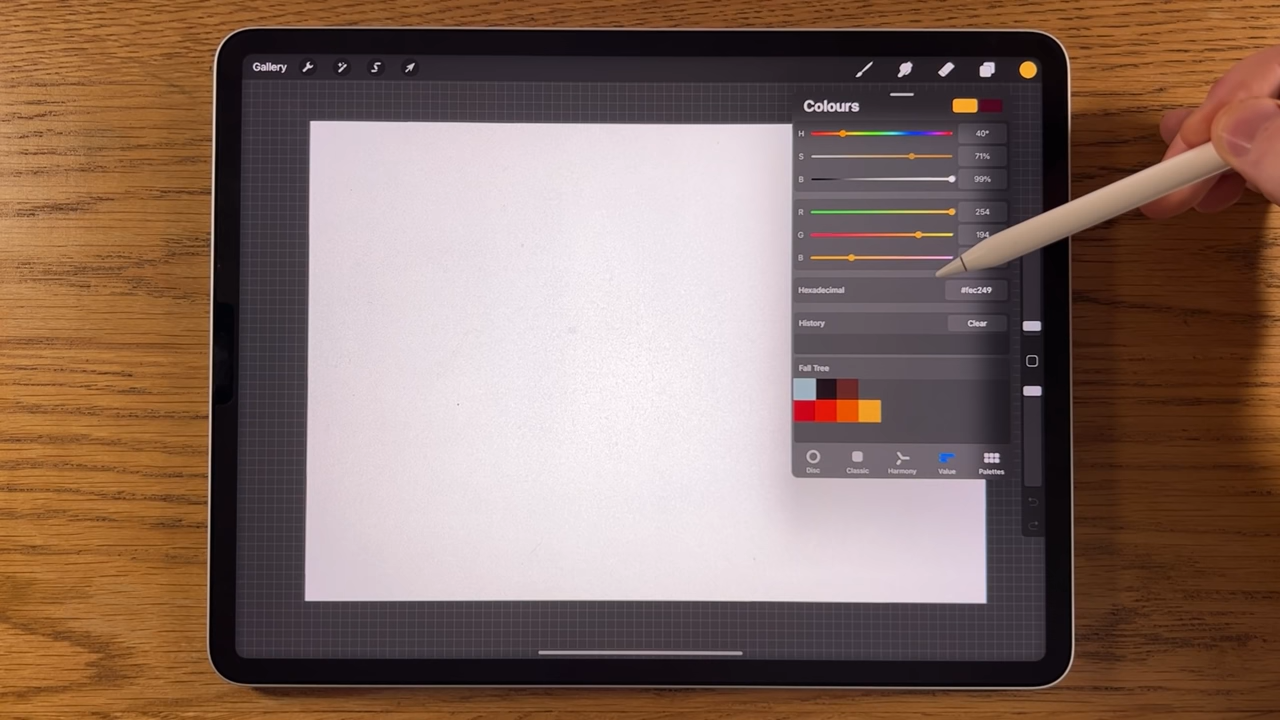 Gallery
Colours
H 40°
S 71%
B 99%
R 254
G 194
B
Hexadecimal #fec249
History Clear
Fall Tree
Disc Classic Harmony Value Palettes